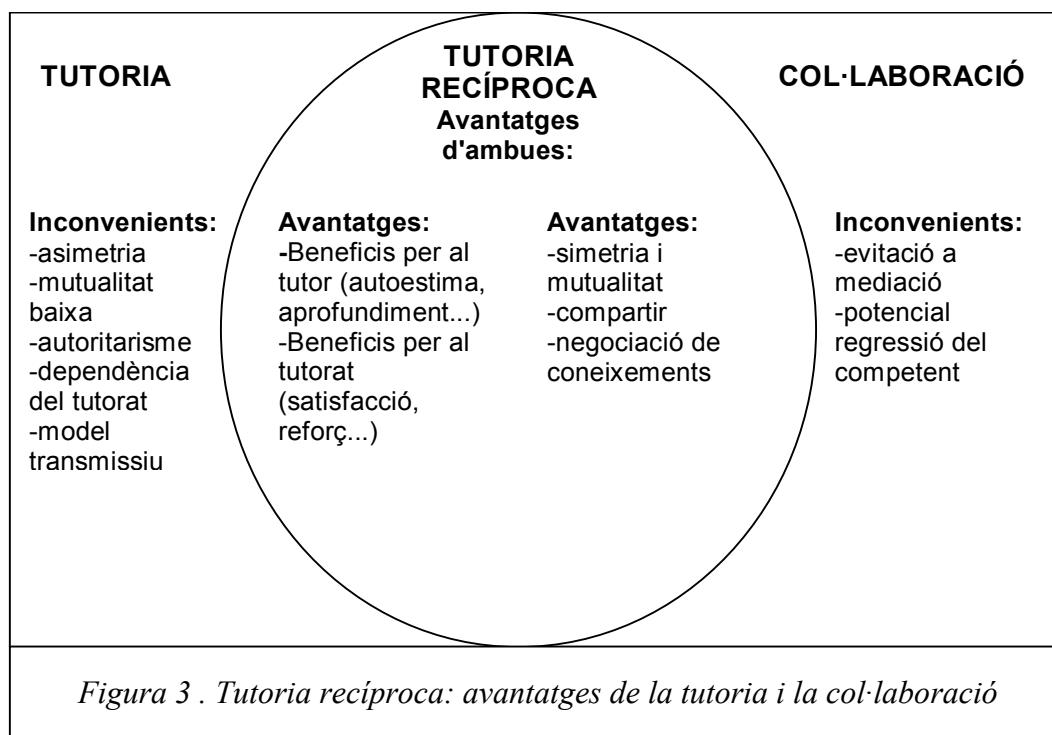 TUTORIA
TUTORIA
RECÍPROCA
Avantatges
d'ambues:
COL·LABORACIÓ
Inconvenients:
-asimetria
-mutualitat
baixa
-autoritarisme
-dependència
del tutorat
-model
transmissiu
Avantatges:
-Beneficis per al
tutor (autoestima,
aprofundiment...)
-Beneficis per al
tutorat
(satisfacció,
reforç...)
Avantatges:
-simetria i
mutualitat
-compartir
-negociació de
coneixements
Inconvenients:
-evitació a
mediació
-potencial
regressió del
competent
Figura 3 . Tutoria recíproca: avantatges de la tutoria i la col·laboració